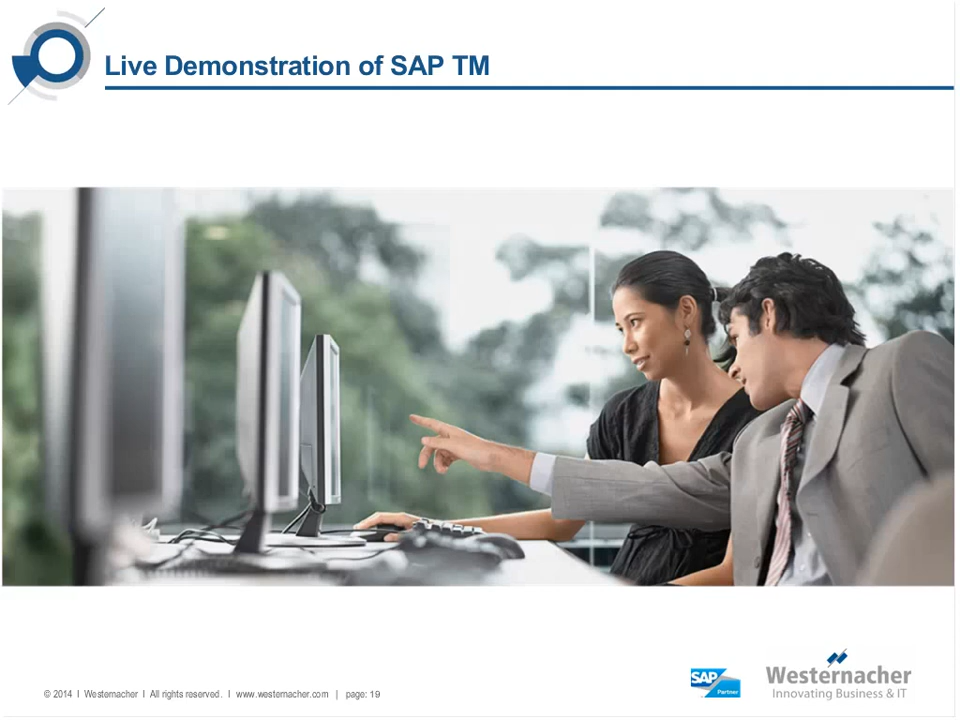 Live Demonstration of SAP TM
© 2014 I Westernacher I All rights reserved. I www.westernacher.com | page: 19
SAP
Partner
Westernacher
Innovating Business & IT